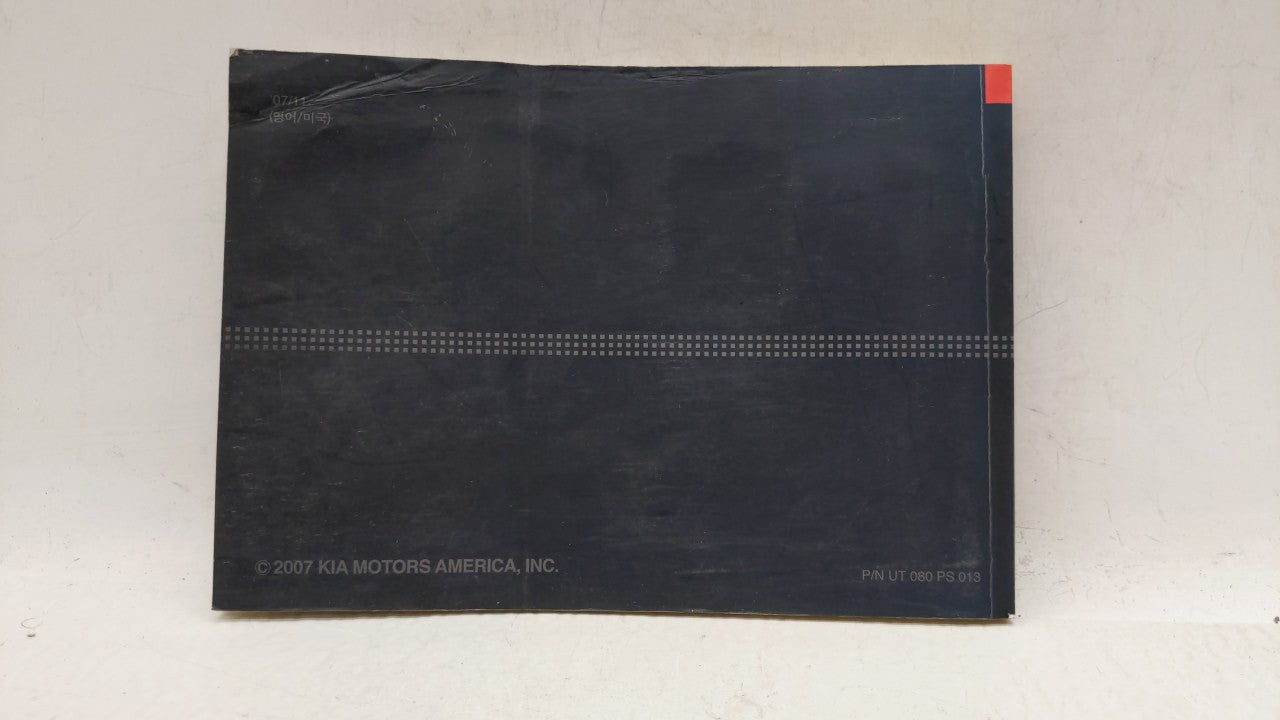 07/11
(영어/미국)
© 2007 KIA MOTORS AMERICA, INC.
P/N UT 080 PS 013